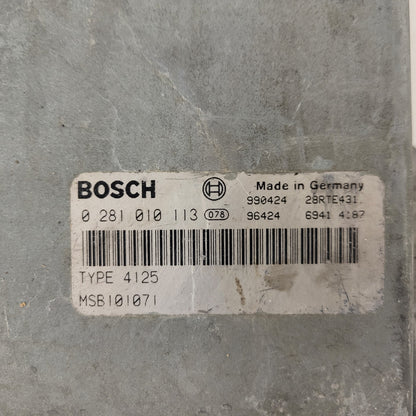 BOSCH Made in Germany
990424 28RTE431
0 281 010 113 078 96424 6941 4187
TYPE 4125
MSB101071